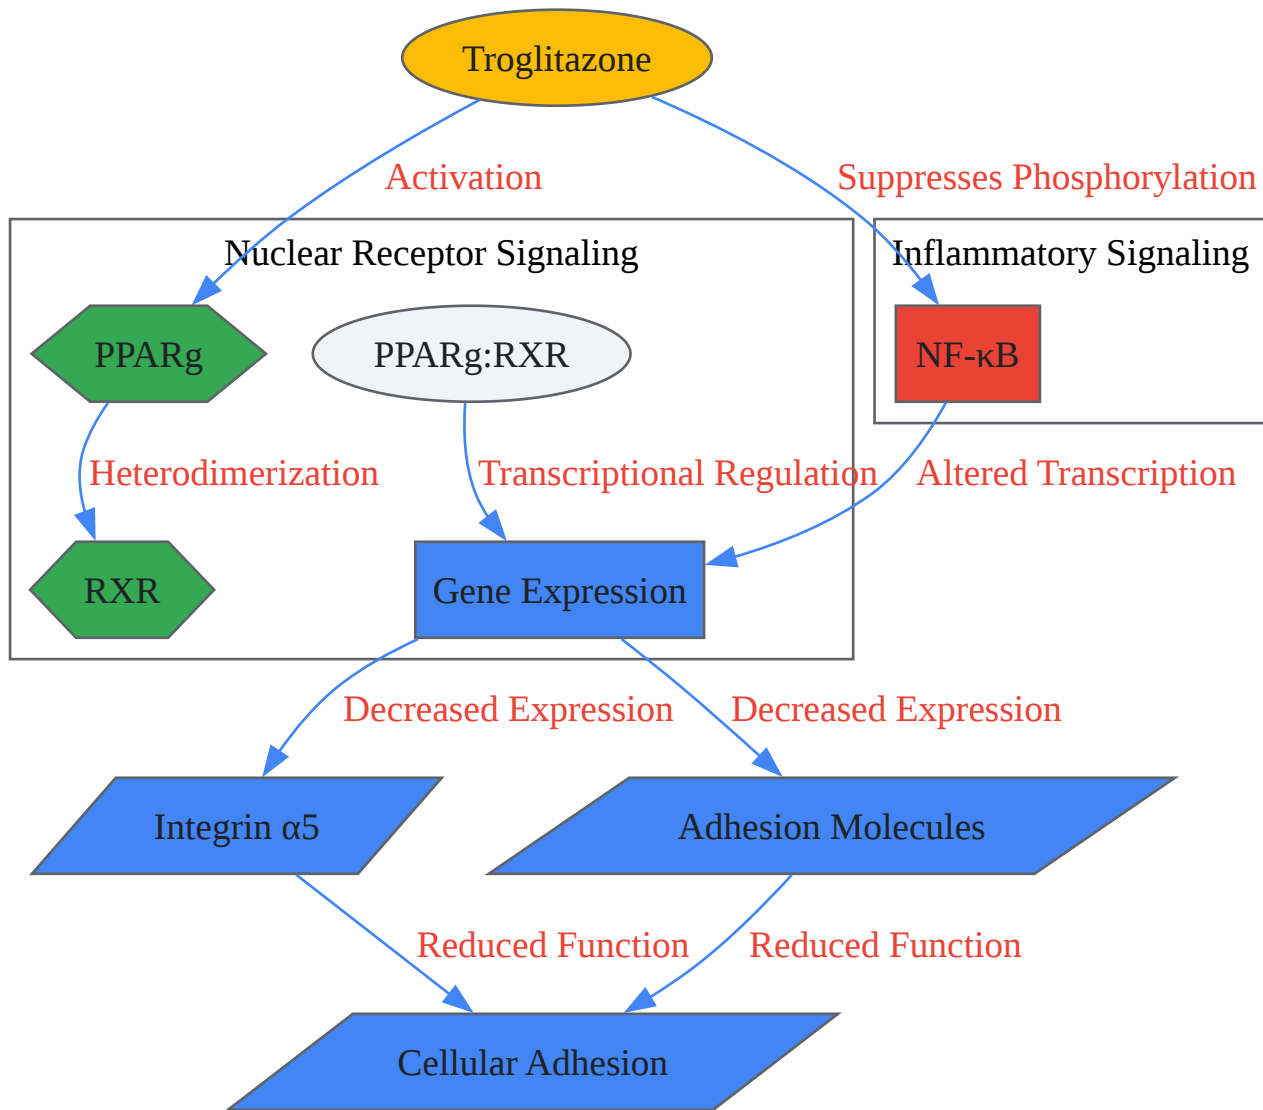 Troglitazone
Activation
Suppresses Phosphorylation
Nuclear Receptor Signaling
Inflammatory Signaling
PPARg
PPARg:RXR
NF-κB
Heterodimerization
Transcriptional Regulation
Altered Transcription
RXR
Gene Expression
Decreased Expression
Decreased Expression
Integrin α5
Adhesion Molecules
Reduced Function
Reduced Function
Cellular Adhesion